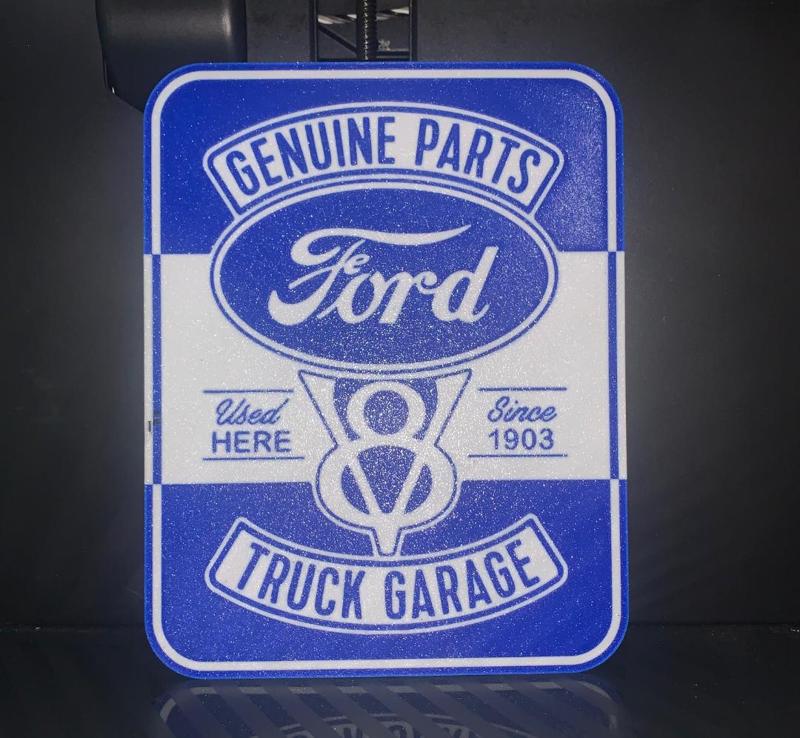 GENUINE PARTS
Ford
V8
Used
HERE
Since
1903
TRUCK GARAGE